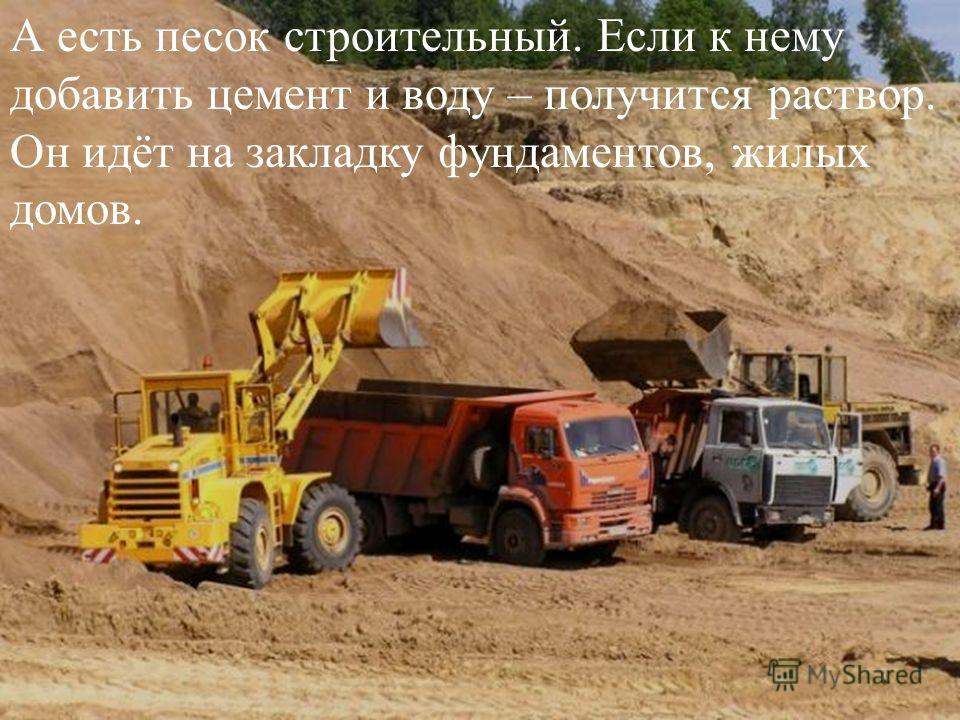 А есть песок строительный. Если к нему
добавить цемент и воду – получится раствор.
Он идёт на закладку фундаментов, жилых
домов.
MyShared